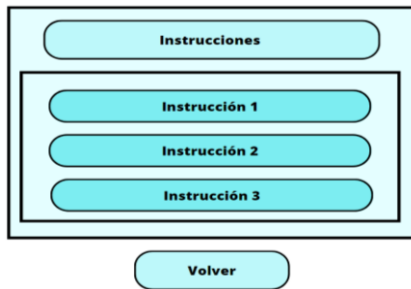 Instrucciones
Instrucción 1
Instrucción 2
Instrucción 3
Volver